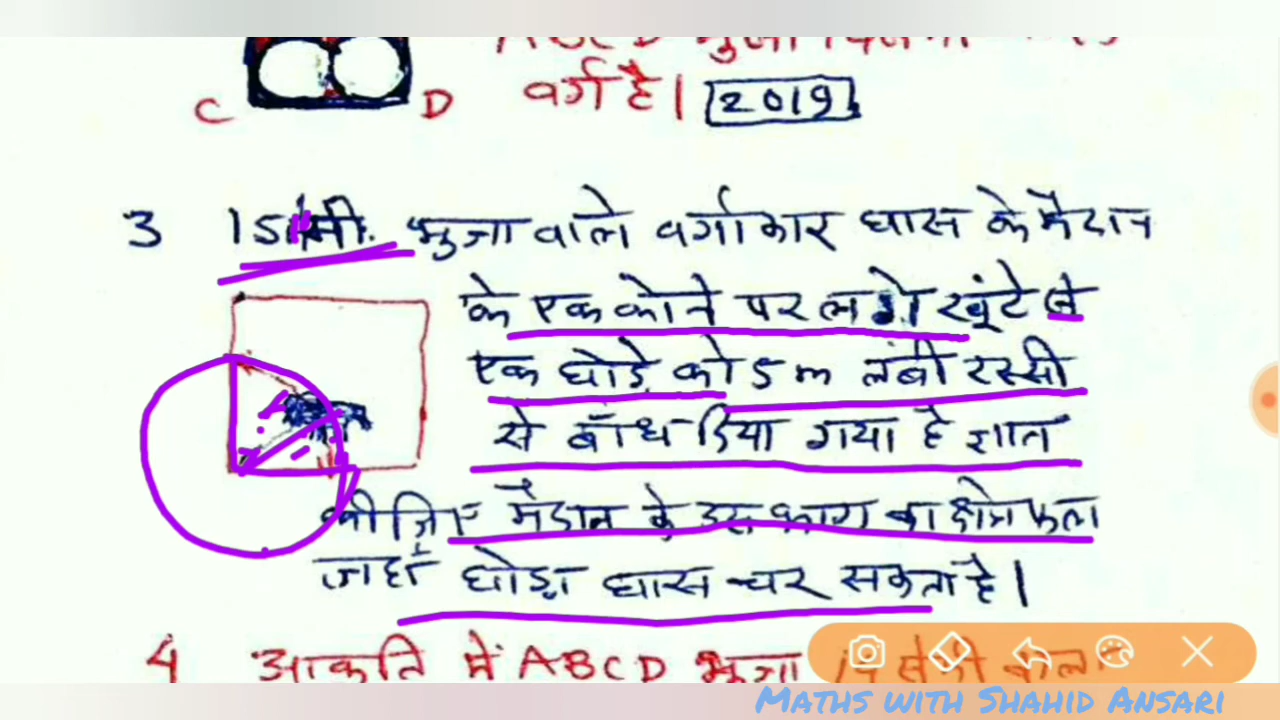 C D वर्ग है। 2019
3 15 मी. भुजा वाले वर्गाकार घास के मैदान
के एक कोने पर लगे खूंटे से
एक घोड़े को 5 m लंबी रस्सी
से बाँध दिया गया है ज्ञात
कीजिए मैदान के उस भाग का क्षेत्रफल
जहाँ घोड़ा घास चर सकता है।
4 आकृति में ABCD भुजा 14 सेमी वाला
MATHS WITH SHAHID ANSARI